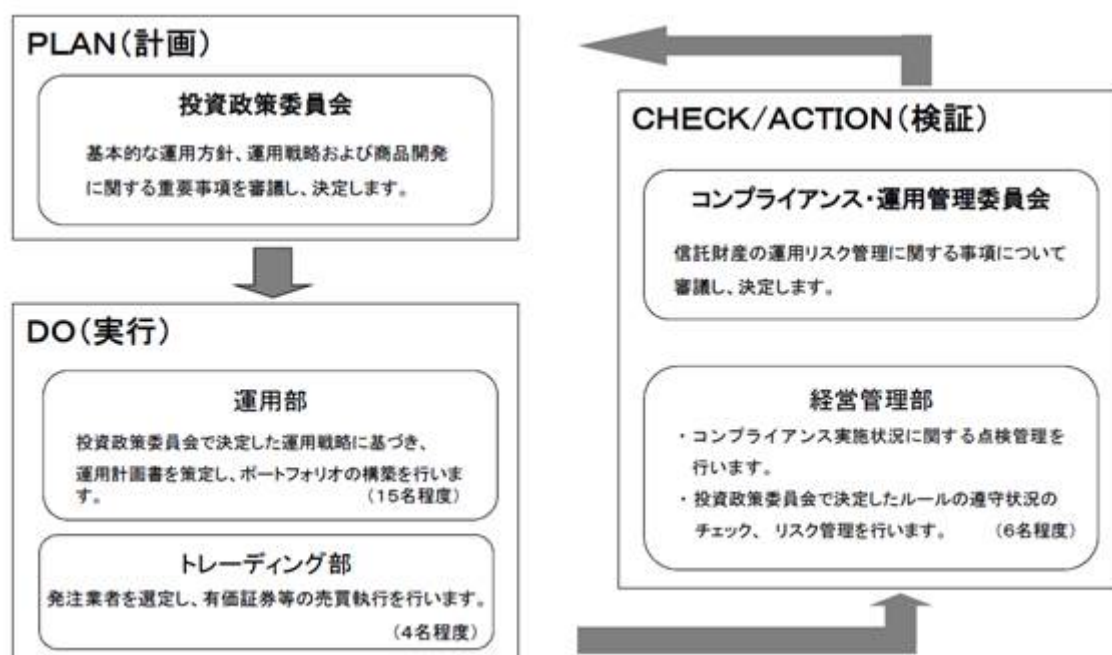 PLAN(計画)
投資政策委員会
基本的な運用方針、運用戦略および商品開発
に関する重要事項を審議し、決定します。
DO(実行)
運用部
投資政策委員会で決定した運用戦略に基づき、
運用計画書を策定し、ポートフォリオの構築を行いま
す。 (15名程度)
トレーディング部
発注業者を選定し、有価証券等の売買執行を行います。
(4名程度)
CHECK/ACTION(検証)
コンプライアンス・運用管理委員会
信託財産の運用リスク管理に関する事項について
審議し、決定します。
経営管理部
・コンプライアンス実施状況に関する点検管理を
行います。
・投資政策委員会で決定したルールの遵守状況の
チェック、 リスク管理を行います。 (6名程度)